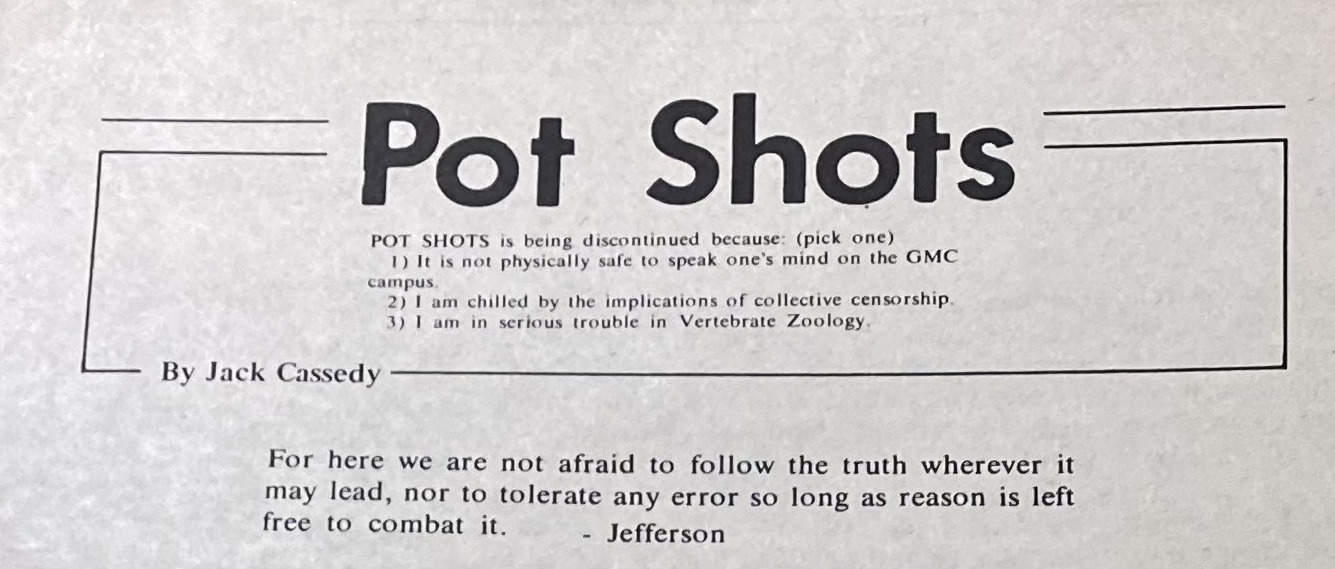 Pot Shots
POT SHOTS is being discontinued because: (pick one)
1) It is not physically safe to speak one's mind on the GMC
campus.
2) I am chilled by the implications of collective censorship.
3) I am in serious trouble in Vertebrate Zoology.
By Jack Cassedy
For here we are not afraid to follow the truth wherever it
may lead, nor to tolerate any error so long as reason is left
free to combat it.
- Jefferson